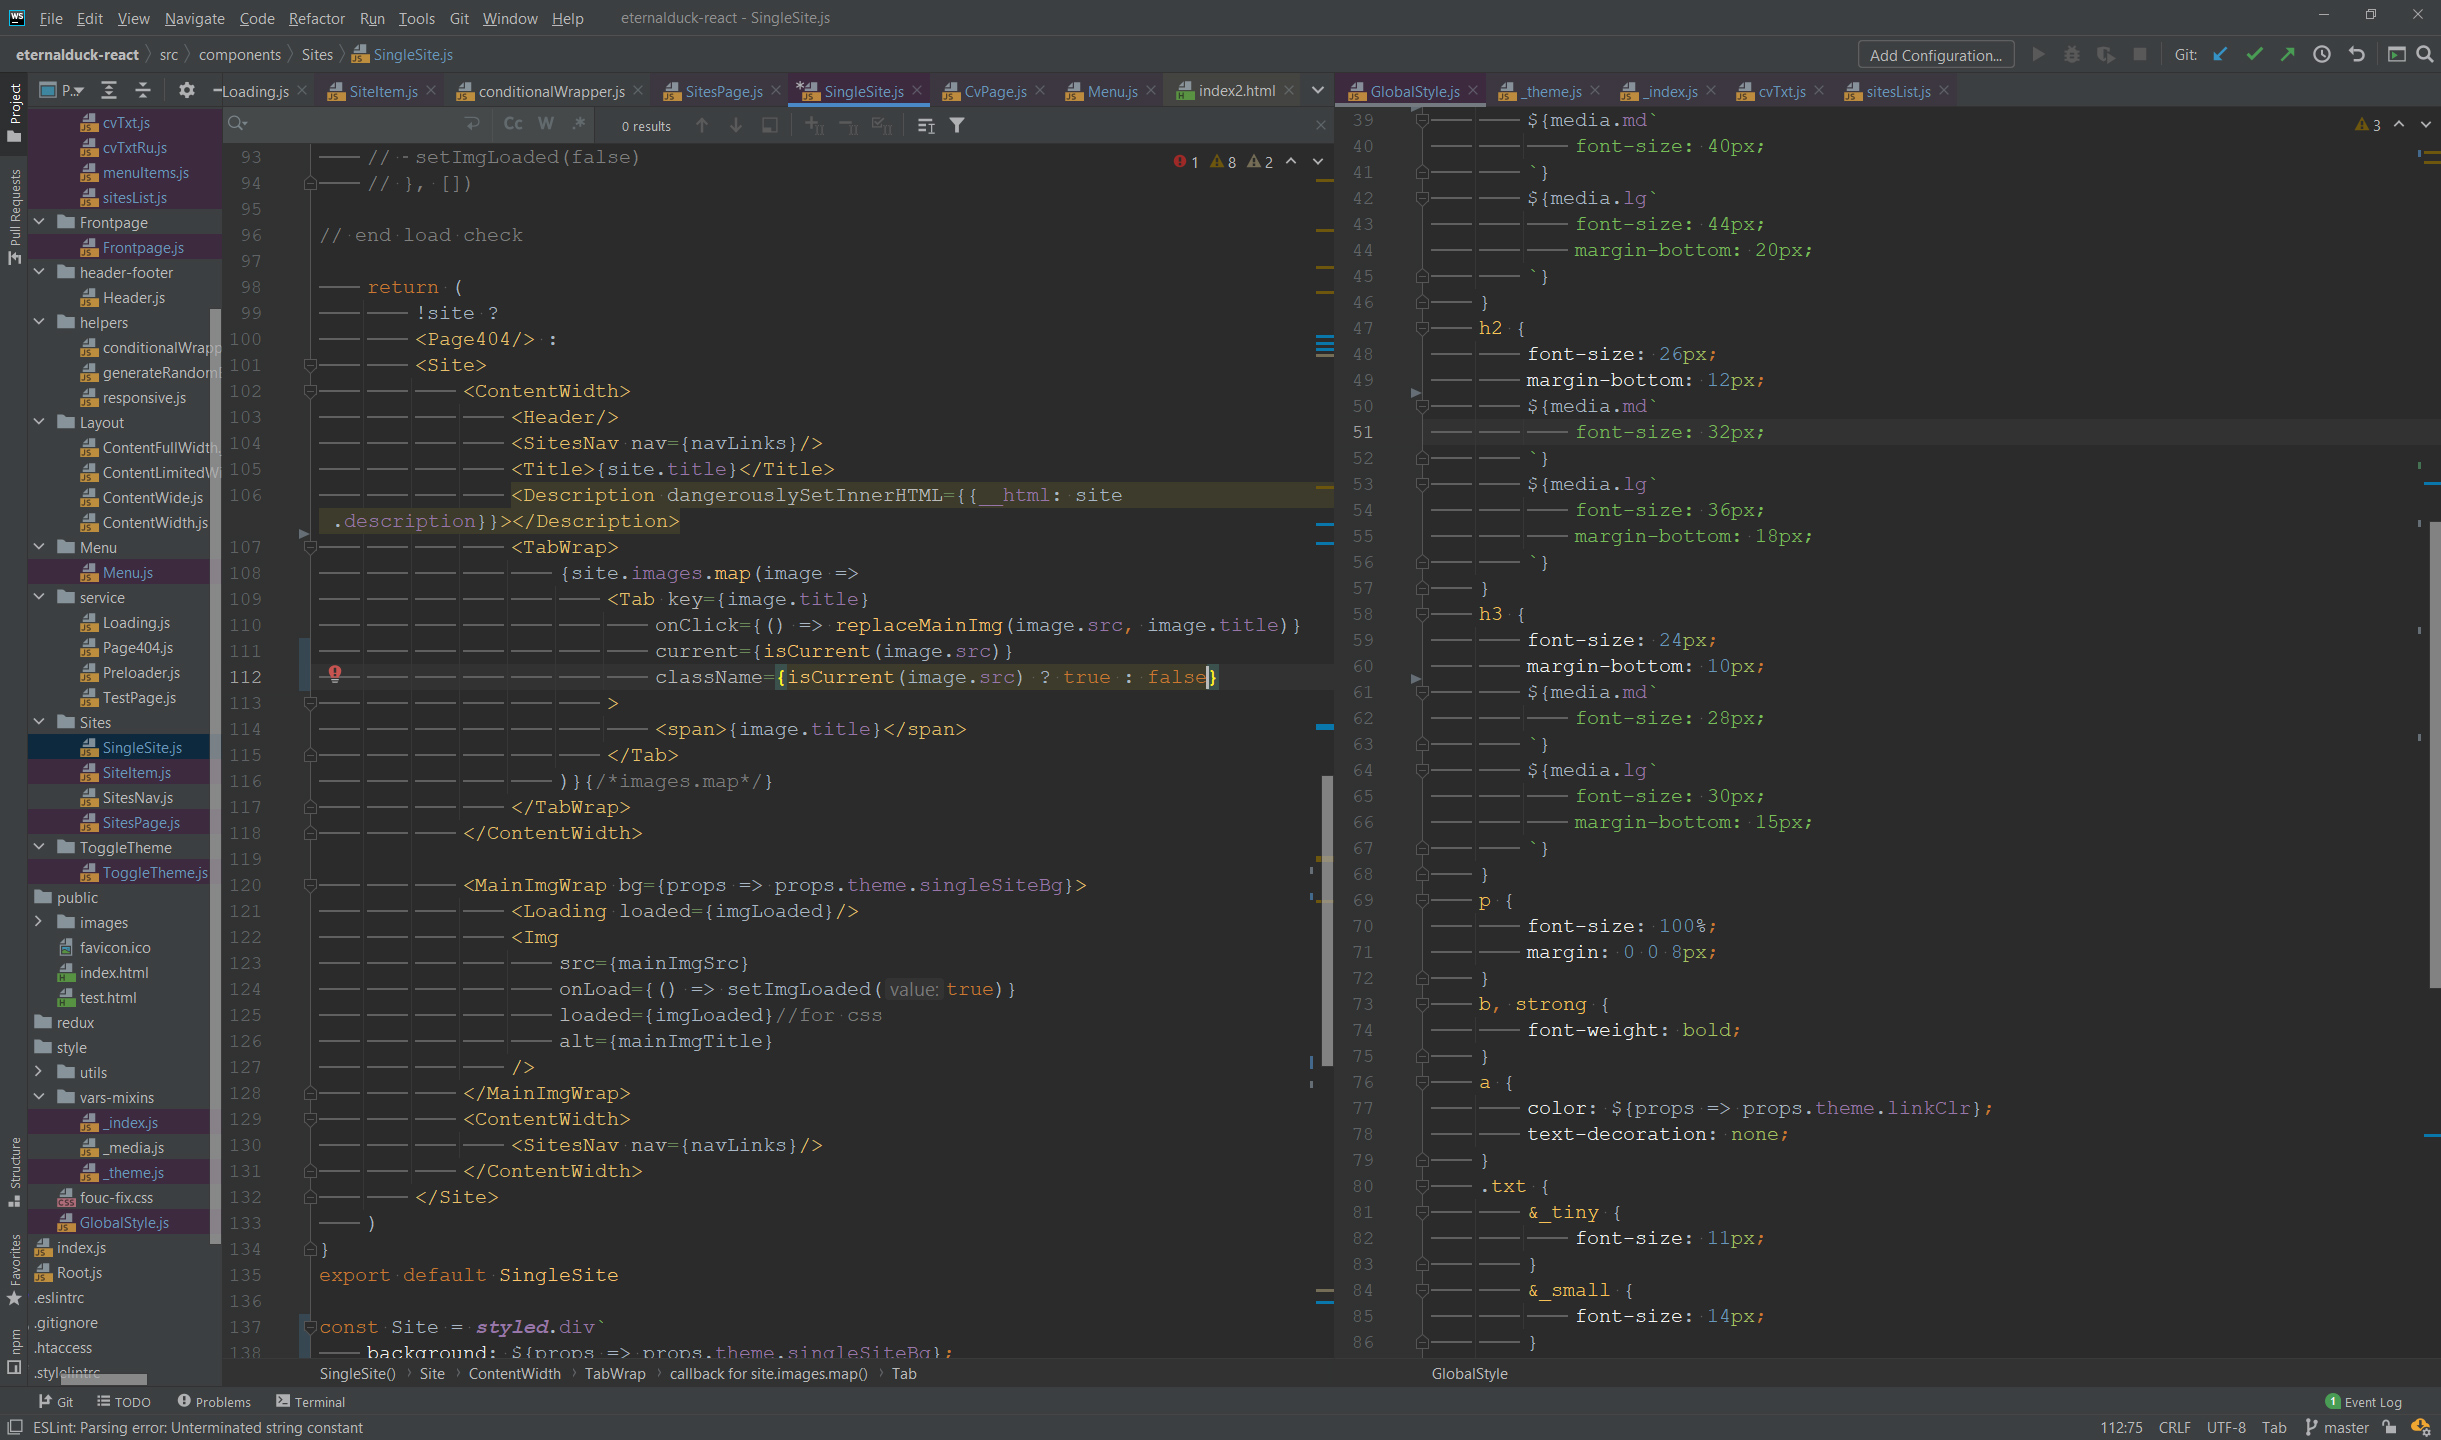 File Edit View Navigate Code Refactor Run Tools Git Window Help eternalduck-react - SingleSite.js
eternalduck-react src components Sites SingleSite.js Add Configuration... Git:
P... Loading.js SiteItem.js conditionalWrapper.js SitesPage.js *SingleSite.js CvPage.js Menu.js index2.html GlobalStyle.js _theme.js _index.js cvTxt.js sitesList.js
Cc W .* 0 results
Project
Pull Requests
Structure
Favorites
npm
cvTxt.js
cvTxtRu.js
menuItems.js
sitesList.js
Frontpage
Frontpage.js
header-footer
Header.js
helpers
conditionalWrapp
generateRandom
responsive.js
Layout
ContentFullWidth.
ContentLimitedWi
ContentWide.js
ContentWidth.js
Menu
Menu.js
service
Loading.js
Page404.js
Preloader.js
TestPage.js
Sites
SingleSite.js
SiteItem.js
SitesNav.js
SitesPage.js
ToggleTheme
ToggleTheme.js
public
images
favicon.ico
index.html
test.html
redux
style
utils
vars-mixins
_index.js
_media.js
_theme.js
fouc-fix.css
GlobalStyle.js
index.js
Root.js
.eslintrc
.gitignore
.htaccess
.stylelintrc
1 8 2
93 // - setImgLoaded(false)
94 // }, [])
95
96 // end load check
97
98 return (
99 !site ?
100 <Page404/> :
101 <Site>
102 <ContentWidth>
103 <Header/>
104 <SitesNav nav={navLinks}/>
105 <Title>{site.title}</Title>
106 <Description dangerouslySetInnerHTML={{__html: site
.description}}></Description>
107 <TabWrap>
108 {site.images.map(image =>
109 <Tab key={image.title}
110 onClick={() => replaceMainImg(image.src, image.title)}
111 current={isCurrent(image.src)}
112 className={isCurrent(image.src) ? true : false}
113 >
114 <span>{image.title}</span>
115 </Tab>
116 )}{/*images.map*/}
117 </TabWrap>
118 </ContentWidth>
119
120 <MainImgWrap bg={props => props.theme.singleSiteBg}>
121 <Loading loaded={imgLoaded}/>
122 <Img
123 src={mainImgSrc}
124 onLoad={() => setImgLoaded( value: true)}
125 loaded={imgLoaded}//for css
126 alt={mainImgTitle}
127 />
128 </MainImgWrap>
129 <ContentWidth>
130 <SitesNav nav={navLinks}/>
131 </ContentWidth>
132 </Site>
133 )
134 }
135 export default SingleSite
136
137 const Site = styled.div`
138 background: ${props => props.theme.singleSiteBg};
SingleSite() Site ContentWidth TabWrap callback for site.images.map() Tab
3
39 ${media.md`
40 font-size: 40px;
41 `}
42 ${media.lg`
43 font-size: 44px;
44 margin-bottom: 20px;
45 `}
46 }
47 h2 {
48 font-size: 26px;
49 margin-bottom: 12px;
50 ${media.md`
51 font-size: 32px;
52 `}
53 ${media.lg`
54 font-size: 36px;
55 margin-bottom: 18px;
56 `}
57 }
58 h3 {
59 font-size: 24px;
60 margin-bottom: 10px;
61 ${media.md`
62 font-size: 28px;
63 `}
64 ${media.lg`
65 font-size: 30px;
66 margin-bottom: 15px;
67 `}
68 }
69 p {
70 font-size: 100%;
71 margin: 0 0 8px;
72 }
73 b, strong {
74 font-weight: bold;
75 }
76 a {
77 color: ${props => props.theme.linkClr};
78 text-decoration: none;
79 }
80 .txt {
81 &_tiny {
82 font-size: 11px;
83 }
84 &_small {
85 font-size: 14px;
86 }
GlobalStyle
Git TODO Problems Terminal 1 Event Log
ESLint: Parsing error: Unterminated string constant 112:75 CRLF UTF-8 Tab master